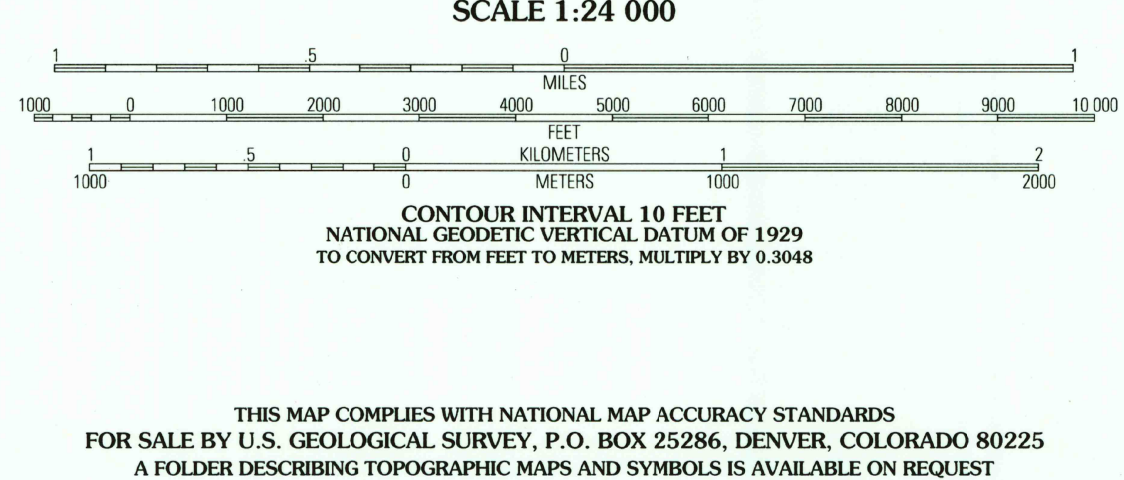 SCALE 1:24 000
1 .5 0 1
MILES
1000 0 1000 2000 3000 4000 5000 6000 7000 8000 9000 10 000
FEET
1 .5 0 KILOMETERS 1 2
1000 0 METERS 1000 2000
CONTOUR INTERVAL 10 FEET
NATIONAL GEODETIC VERTICAL DATUM OF 1929
TO CONVERT FROM FEET TO METERS, MULTIPLY BY 0.3048
THIS MAP COMPLIES WITH NATIONAL MAP ACCURACY STANDARDS
FOR SALE BY U.S. GEOLOGICAL SURVEY, P.O. BOX 25286, DENVER, COLORADO 80225
A FOLDER DESCRIBING TOPOGRAPHIC MAPS AND SYMBOLS IS AVAILABLE ON REQUEST